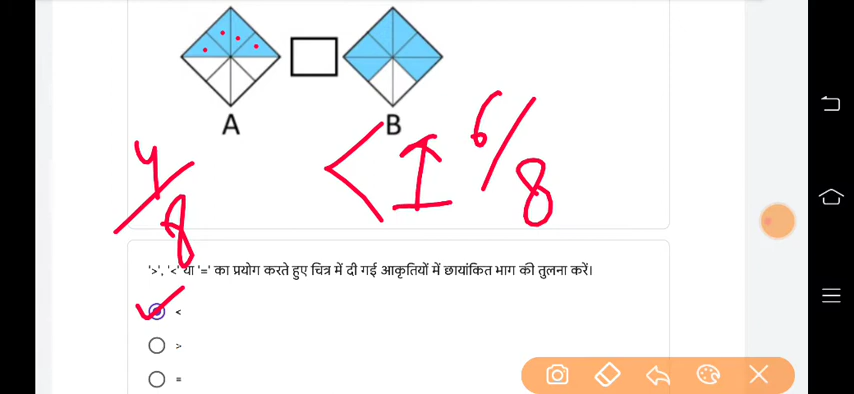 A B
4/8 < I 6/8
'>', '<' या '=' का प्रयोग करते हुए चित्र में दी गई आकृतियों में छायांकित भाग की तुलना करें।
<
>
=